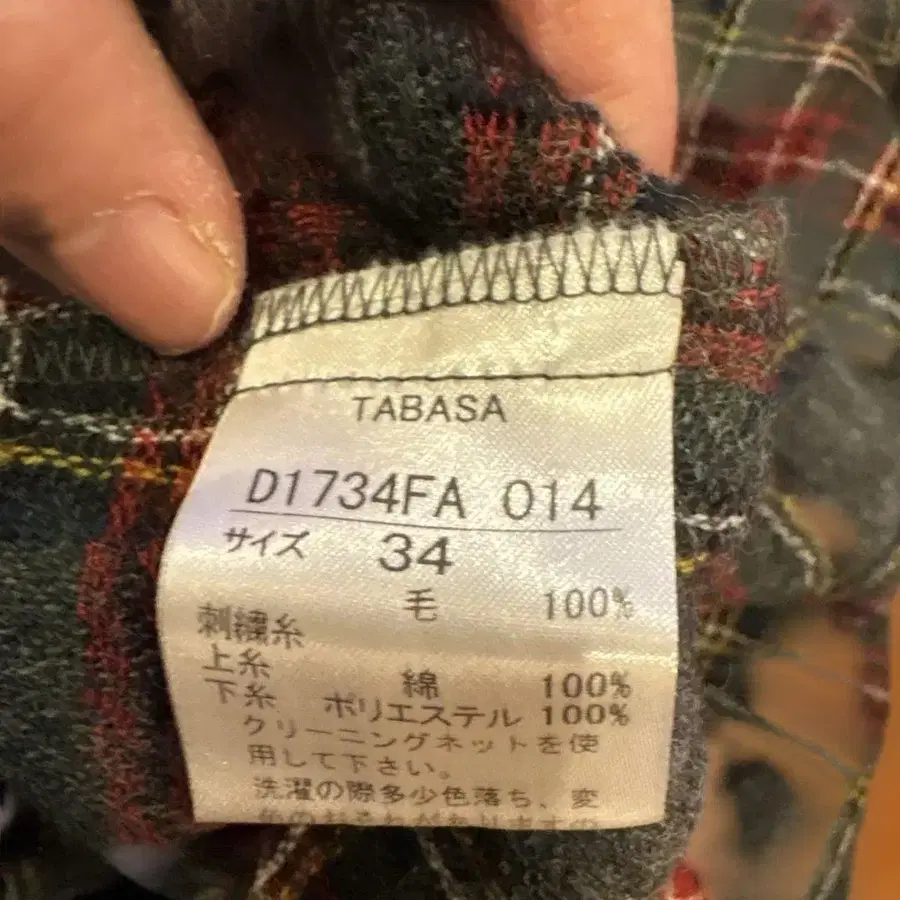 TABASA
D1734FA 014
サイズ 34
毛 100%
刺繍糸
上糸 綿 100%
下糸 ポリエステル 100%
クリーニングネットを使
用して下さい。
洗濯の際多少色落ち、変